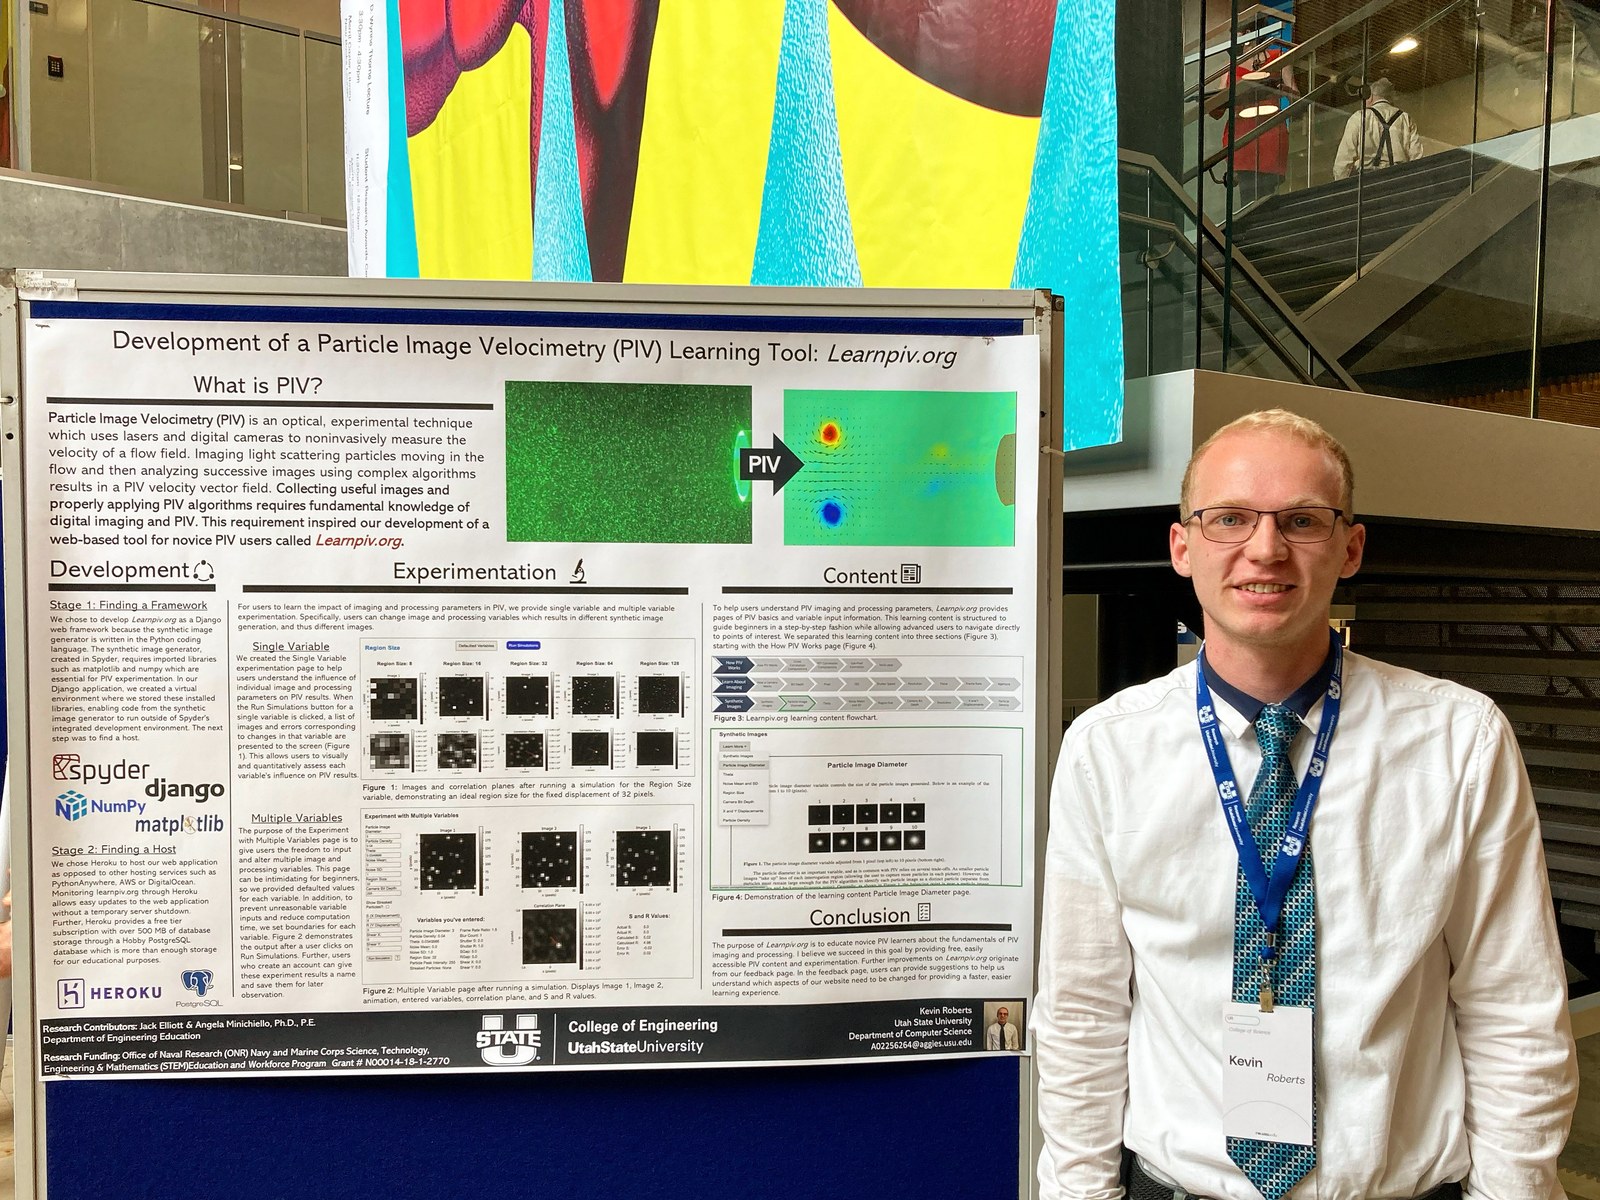 Development of a Particle Image Velocimetry (PIV) Learning Tool: Learnpiv.org
What is PIV?
Particle Image Velocimetry (PIV) is an optical, experimental technique
which uses lasers and digital cameras to noninvasively measure the
velocity of a flow field. Imaging light scattering particles moving in the
flow and then analyzing successive images using complex algorithms
results in a PIV velocity vector field. Collecting useful images and
properly applying PIV algorithms requires fundamental knowledge of
digital imaging and PIV. This requirement inspired our development of a
web-based tool for novice PIV users called Learnpiv.org.
PIV
Development
Stage 1: Finding a Framework
We chose to develop Learnpiv.org as a Django
web framework because the synthetic image
generator is written in the Python coding
language. The synthetic image generator,
created in Spyder, requires imported libraries
such as matplotlib and numpy which are
essential for PIV experimentation. In our
Django application, we created a virtual
environment where we stored these installed
libraries, enabling code from the synthetic
image generator to run outside of Spyder's
integrated development environment. The next
step was to find a host.
spyder
django
NumPy
matplotlib
Stage 2: Finding a Host
We chose Heroku to host our web application
as opposed to other hosting services such as
PythonAnywhere, AWS or DigitalOcean.
Monitoring learnpiv.org through Heroku
allows easy updates to the web application
without a temporary server shutdown.
Further, Heroku provides a free tier
subscription with over 500 MB of database
storage through a Hobby PostgreSQL
database which is more than enough storage
for our educational purposes.
HEROKU
PostgreSQL
Experimentation
For users to learn the impact of imaging and processing parameters in PIV, we provide single variable and multiple variable
experimentation. Specifically, users can change image and processing variables which results in different synthetic image
generation, and thus different images.
Single Variable
We created the Single Variable
experimentation page to help
users understand the influence of
individual image and processing
parameters on PIV results. When
the Run Simulations button for a
single variable is clicked, a list of
images and errors corresponding
to changes in that variable are
presented to the screen (Figure
1). This allows users to visually
and quantitatively assess each
variable's influence on PIV results.
Region Size
Defaulted Variables
Run Simulations
Region Size: 8
Region Size: 16
Region Size: 32
Region Size: 64
Region Size: 128
Figure 1: Images and correlation planes after running a simulation for the Region Size
variable, demonstrating an ideal region size for the fixed displacement of 32 pixels.
Multiple Variables
The purpose of the Experiment
with Multiple Variables page is to
give users the freedom to input
and alter multiple image and
processing variables. This page
can be intimidating for beginners,
so we provided defaulted values
for each variable. In addition, to
prevent unreasonable variable
inputs and reduce computation
time, we set boundaries for each
variable. Figure 2 demonstrates
the output after a user clicks on
Run Simulations. Further, users
who create an account can give
these experiment results a name
and save them for later
observation.
Experiment with Multiple Variables
Image 1
Image 2
Correlation Plane
Variables you've entered:
S and R Values:
Figure 2: Multiple Variable page after running a simulation. Displays Image 1, Image 2,
animation, entered variables, correlation plane, and S and R values.
Content
To help users understand PIV imaging and processing parameters, Learnpiv.org provides
pages of PIV basics and variable input information. This learning content is structured to
guide beginners in a step-by-step fashion while allowing advanced users to navigate directly
to points of interest. We separated this learning content into three sections (Figure 3).
starting with the How PIV Works page (Figure 4).
How PIV
Works
Learn About
Imaging
Synthetic
Images
Figure 3: Learnpiv.org learning content flowchart.
Synthetic Images
Particle Image Diameter
1 2 3 4 5
6 7 8 9 10
Figure 4: Demonstration of the learning content Particle Image Diameter page.
Conclusion
The purpose of Learnpiv.org is to educate novice PIV learners about the fundamentals of PIV
imaging and processing. I believe we succeed in this goal by providing free, easily
accessible PIV content and experimentation. Further improvements on Learnpiv.org originate
from our feedback page. In the feedback page, users can provide suggestions to help us
understand which aspects of our website need to be changed for providing a faster, easier
learning experience.
Research Contributors: Jack Elliott & Angela Minichiello, Ph.D., P.E.
Department of Engineering Education
Research Funding: Office of Naval Research (ONR) Navy and Marine Corps Science, Technology,
Engineering & Mathematics (STEM)Education and Workforce Program Grant # N00014-18-1-2770
STATE
College of Engineering
UtahStateUniversity
Kevin Roberts
Utah State University
Department of Computer Science
A02256264@aggies.usu.edu
College of Science
Kevin
Roberts